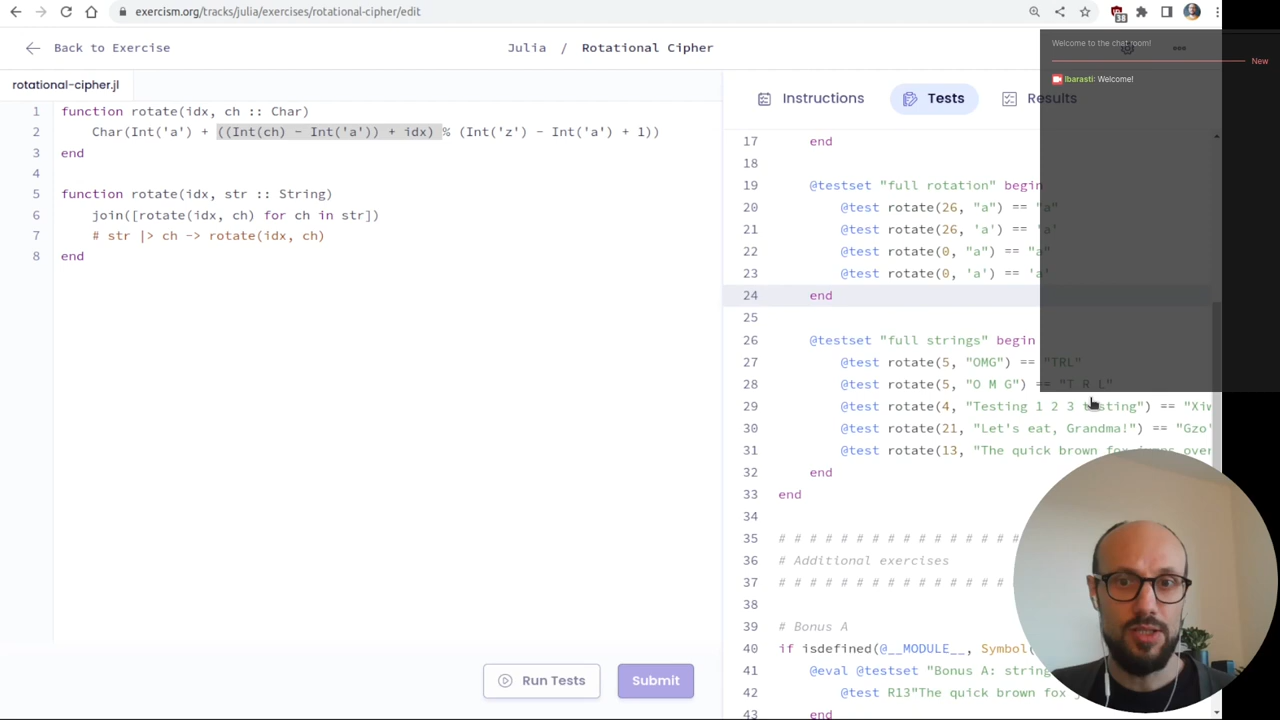 exercism.org/tracks/julia/exercises/rotational-cipher/edit
38
Back to Exercise
Julia / Rotational Cipher
Welcome to the chat room!
New
lbarasti: Welcome!
rotational-cipher.jl
Instructions
Tests
Results
1 function rotate(idx, ch :: Char)
2 Char(Int('a') + ((Int(ch) - Int('a')) + idx) % (Int('z') - Int('a') + 1))
3 end
4
5 function rotate(idx, str :: String)
6 join([rotate(idx, ch) for ch in str])
7 # str |> ch -> rotate(idx, ch)
8 end
17 end
18
19 @testset "full rotation" begin
20 @test rotate(26, "a") == "a"
21 @test rotate(26, 'a') == 'a'
22 @test rotate(0, "a") == "a"
23 @test rotate(0, 'a') == 'a'
24 end
25
26 @testset "full strings" begin
27 @test rotate(5, "OMG") == "TRL"
28 @test rotate(5, "O M G") == "T R L"
29 @test rotate(4, "Testing 1 2 3 testing") == "Xiw
30 @test rotate(21, "Let's eat, Grandma!") == "Gzo'
31 @test rotate(13, "The quick brown fox jumps over
32 end
33 end
34
35 # # # # # # # # # # # # # # #
36 # Additional exercises
37 # # # # # # # # # # # # # # #
38
39 # Bonus A
40 if isdefined(@__MODULE__, Symbol(
41 @eval @testset "Bonus A: string
42 @test R13"The quick brown fox
43 end
Run Tests
Submit